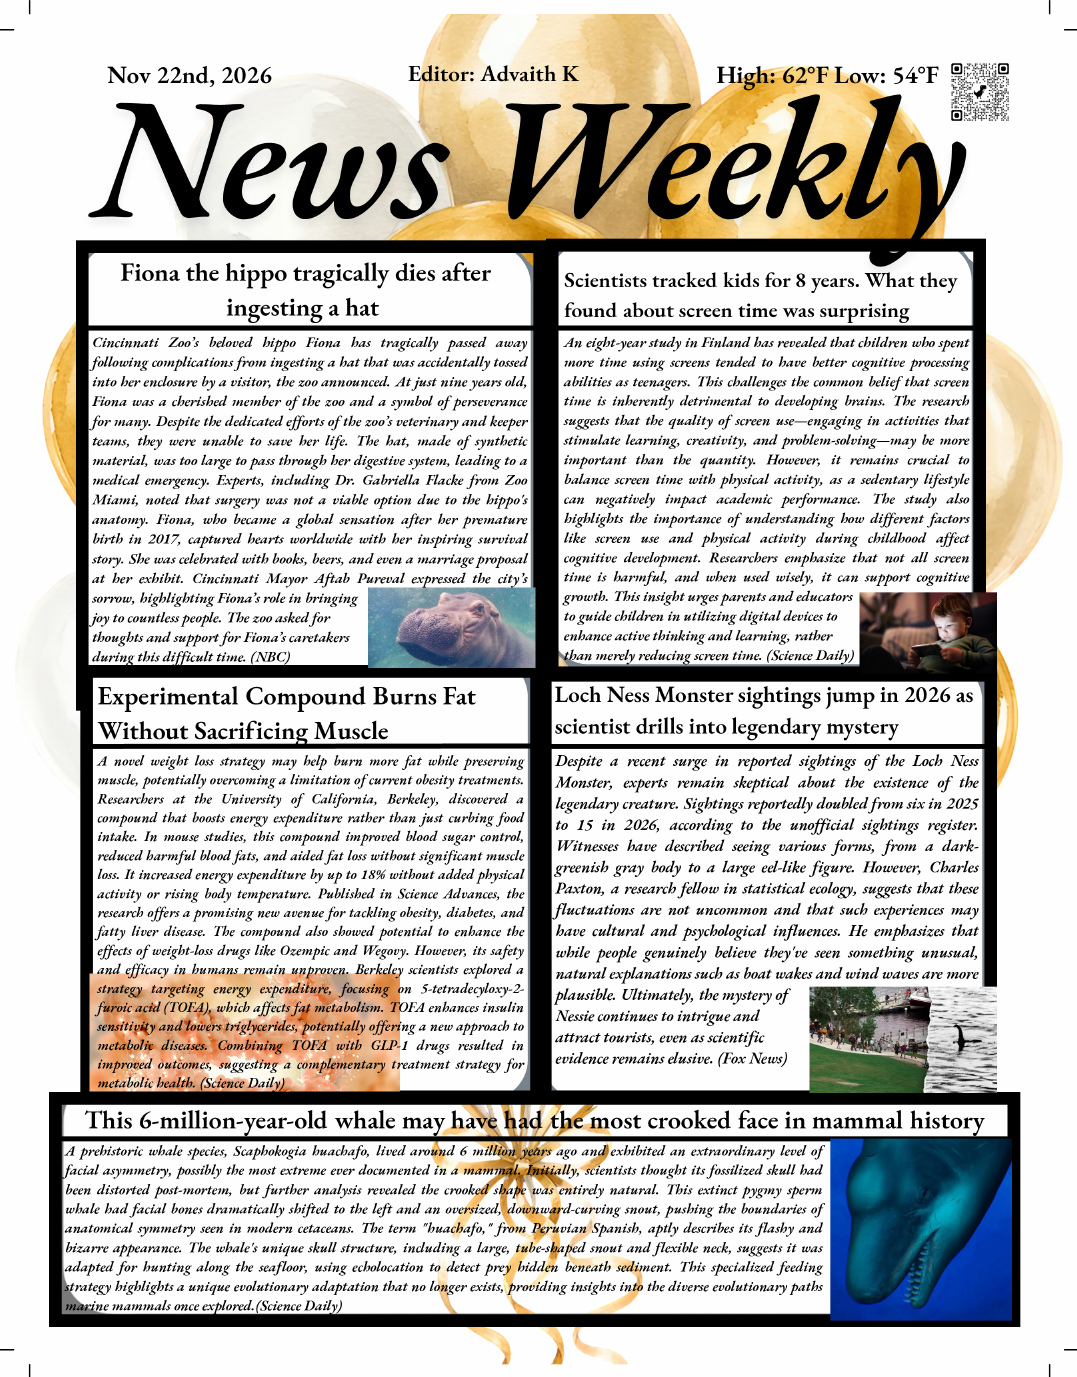 Nov 22nd, 2026
Editor: Advaith K
High: 62°F Low: 54°F
News Weekly
Fiona the hippo tragically dies after
ingesting a hat
Cincinnati Zoo's beloved hippo Fiona has tragically passed away
following complications from ingesting a hat that was accidentally tossed
into her enclosure by a visitor, the zoo announced. At just nine years old,
Fiona was a cherished member of the zoo and a symbol of perseverance
for many. Despite the dedicated efforts of the zoo's veterinary and keeper
teams, they were unable to save her life. The hat, made of synthetic
material, was too large to pass through her digestive system, leading to a
medical emergency. Experts, including Dr. Gabriella Flacke from Zoo
Miami, noted that surgery was not a viable option due to the hippo's
anatomy. Fiona, who became a global sensation after her premature
birth in 2017, captured hearts worldwide with her inspiring survival
story. She was celebrated with books, beers, and even a marriage proposal
at her exhibit. Cincinnati Mayor Aftab Pureval expressed the city's
sorrow, highlighting Fiona's role in bringing
joy to countless people. The zoo asked for
thoughts and support for Fiona's caretakers
during this difficult time. (NBC)
Scientists tracked kids for 8 years. What they
found about screen time was surprising
An eight-year study in Finland has revealed that children who spent
more time using screens tended to have better cognitive processing
abilities as teenagers. This challenges the common belief that screen
time is inherently detrimental to developing brains. The research
suggests that the quality of screen use—engaging in activities that
stimulate learning, creativity, and problem-solving—may be more
important than the quantity. However, it remains crucial to
balance screen time with physical activity, as a sedentary lifestyle
can negatively impact academic performance. The study also
highlights the importance of understanding how different factors
like screen use and physical activity during childhood affect
cognitive development. Researchers emphasize that not all screen
time is harmful, and when used wisely, it can support cognitive
growth. This insight urges parents and educators
to guide children in utilizing digital devices to
enhance active thinking and learning, rather
than merely reducing screen time. (Science Daily)
Experimental Compound Burns Fat
Without Sacrificing Muscle
A novel weight loss strategy may help burn more fat while preserving
muscle, potentially overcoming a limitation of current obesity treatments.
Researchers at the University of California, Berkeley, discovered a
compound that boosts energy expenditure rather than just curbing food
intake. In mouse studies, this compound improved blood sugar control,
reduced harmful blood fats, and aided fat loss without significant muscle
loss. It increased energy expenditure by up to 18% without added physical
activity or rising body temperature. Published in Science Advances, the
research offers a promising new avenue for tackling obesity, diabetes, and
fatty liver disease. The compound also showed potential to enhance the
effects of weight-loss drugs like Ozempic and Wegovy. However, its safety
and efficacy in humans remain unproven. Berkeley scientists explored a
strategy targeting energy expenditure, focusing on 5-tetradecyloxy-2-
furoic acid (TOFA), which affects fat metabolism. TOFA enhances insulin
sensitivity and lowers triglycerides, potentially offering a new approach to
metabolic diseases. Combining TOFA with GLP-1 drugs resulted in
improved outcomes, suggesting a complementary treatment strategy for
metabolic health. (Science Daily)
Loch Ness Monster sightings jump in 2026 as
scientist drills into legendary mystery
Despite a recent surge in reported sightings of the Loch Ness
Monster, experts remain skeptical about the existence of the
legendary creature. Sightings reportedly doubled from six in 2025
to 15 in 2026, according to the unofficial sightings register.
Witnesses have described seeing various forms, from a dark-
greenish gray body to a large eel-like figure. However, Charles
Paxton, a research fellow in statistical ecology, suggests that these
fluctuations are not uncommon and that such experiences may
have cultural and psychological influences. He emphasizes that
while people genuinely believe they've seen something unusual,
natural explanations such as boat wakes and wind waves are more
plausible. Ultimately, the mystery of
Nessie continues to intrigue and
attract tourists, even as scientific
evidence remains elusive. (Fox News)
This 6-million-year-old whale may have had the most crooked face in mammal history
A prehistoric whale species, Scaphokogia huachafo, lived around 6 million years ago and exhibited an extraordinary level of
facial asymmetry, possibly the most extreme ever documented in a mammal. Initially, scientists thought its fossilized skull had
been distorted post-mortem, but further analysis revealed the crooked shape was entirely natural. This extinct pygmy sperm
whale had facial bones dramatically shifted to the left and an oversized, downward-curving snout, pushing the boundaries of
anatomical symmetry seen in modern cetaceans. The term "huachafo," from Peruvian Spanish, aptly describes its flashy and
bizarre appearance. The whale's unique skull structure, including a large, tube-shaped snout and flexible neck, suggests it was
adapted for hunting along the seafloor, using echolocation to detect prey hidden beneath sediment. This specialized feeding
strategy highlights a unique evolutionary adaptation that no longer exists, providing insights into the diverse evolutionary paths
marine mammals once explored.(Science Daily)